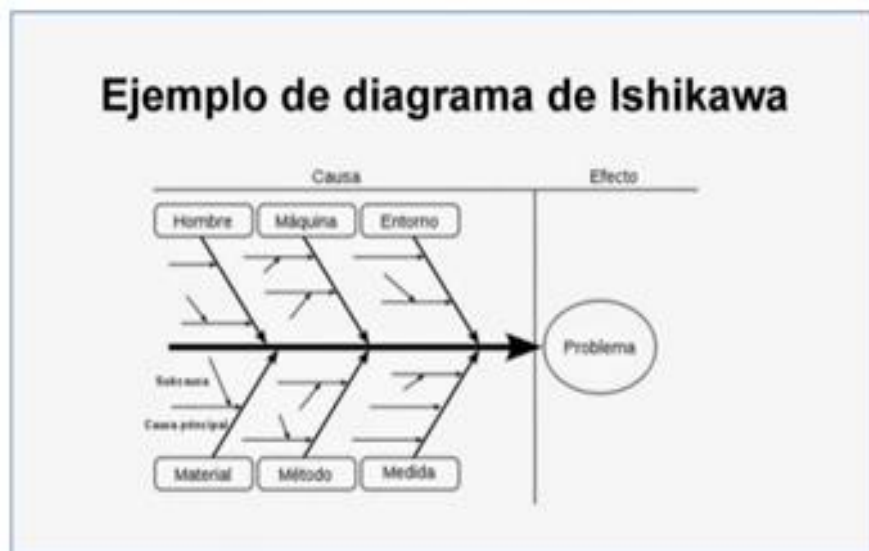 Ejemplo de diagrama de Ishikawa
Causa
Efecto
Hombre
Máquina
Entorno
Problema
Subcausa
Causa principal
Material
Método
Medida